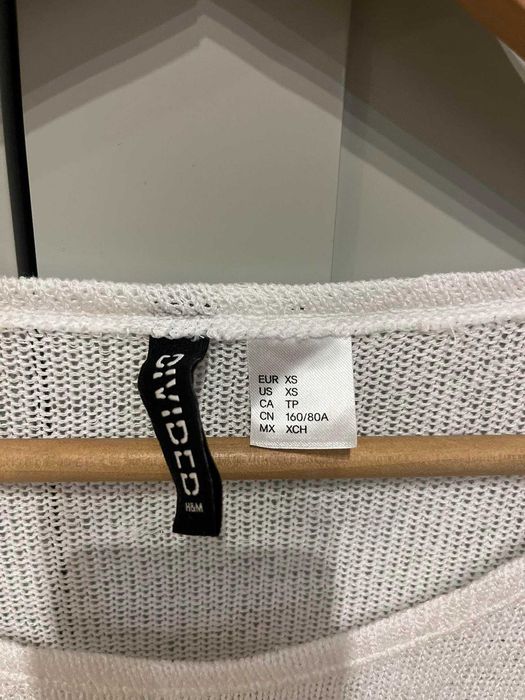 DIVIDED
H&M
EUR XS
US XS
CA TP
CN 160/80A
MX XCH